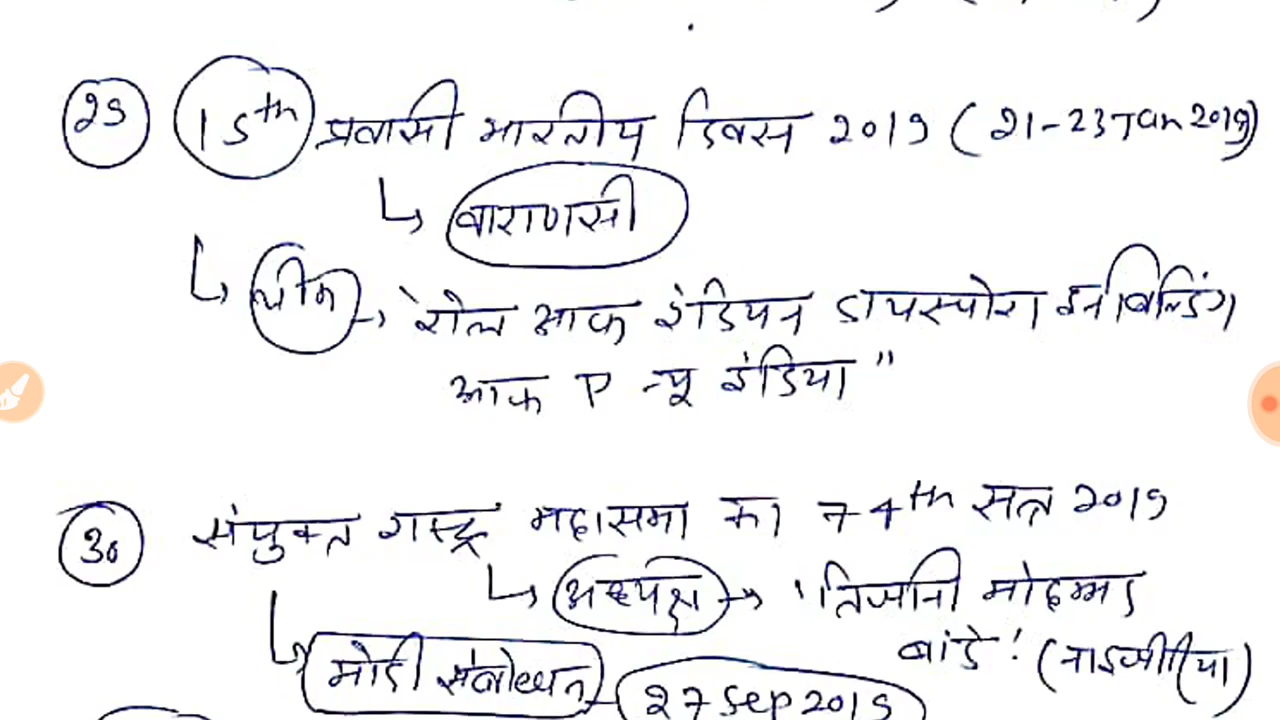 29 15th प्रवासी भारतीय दिवस 2019 (21-23 Jan 2019)
↳ वाराणसी
↳ थीम → "रोल आफ इंडियन डायस्पोरा इन बिल्डिंग
आफ ए न्यू इंडिया"
30 संयुक्त राष्ट्र महासभा का 74th सत्र 2019
↳ अध्यक्ष → 'तिजानी मोहम्मद
बांडे' (नाइजीरिया)
↳ मोदी संबोधन - 27 Sep 2019